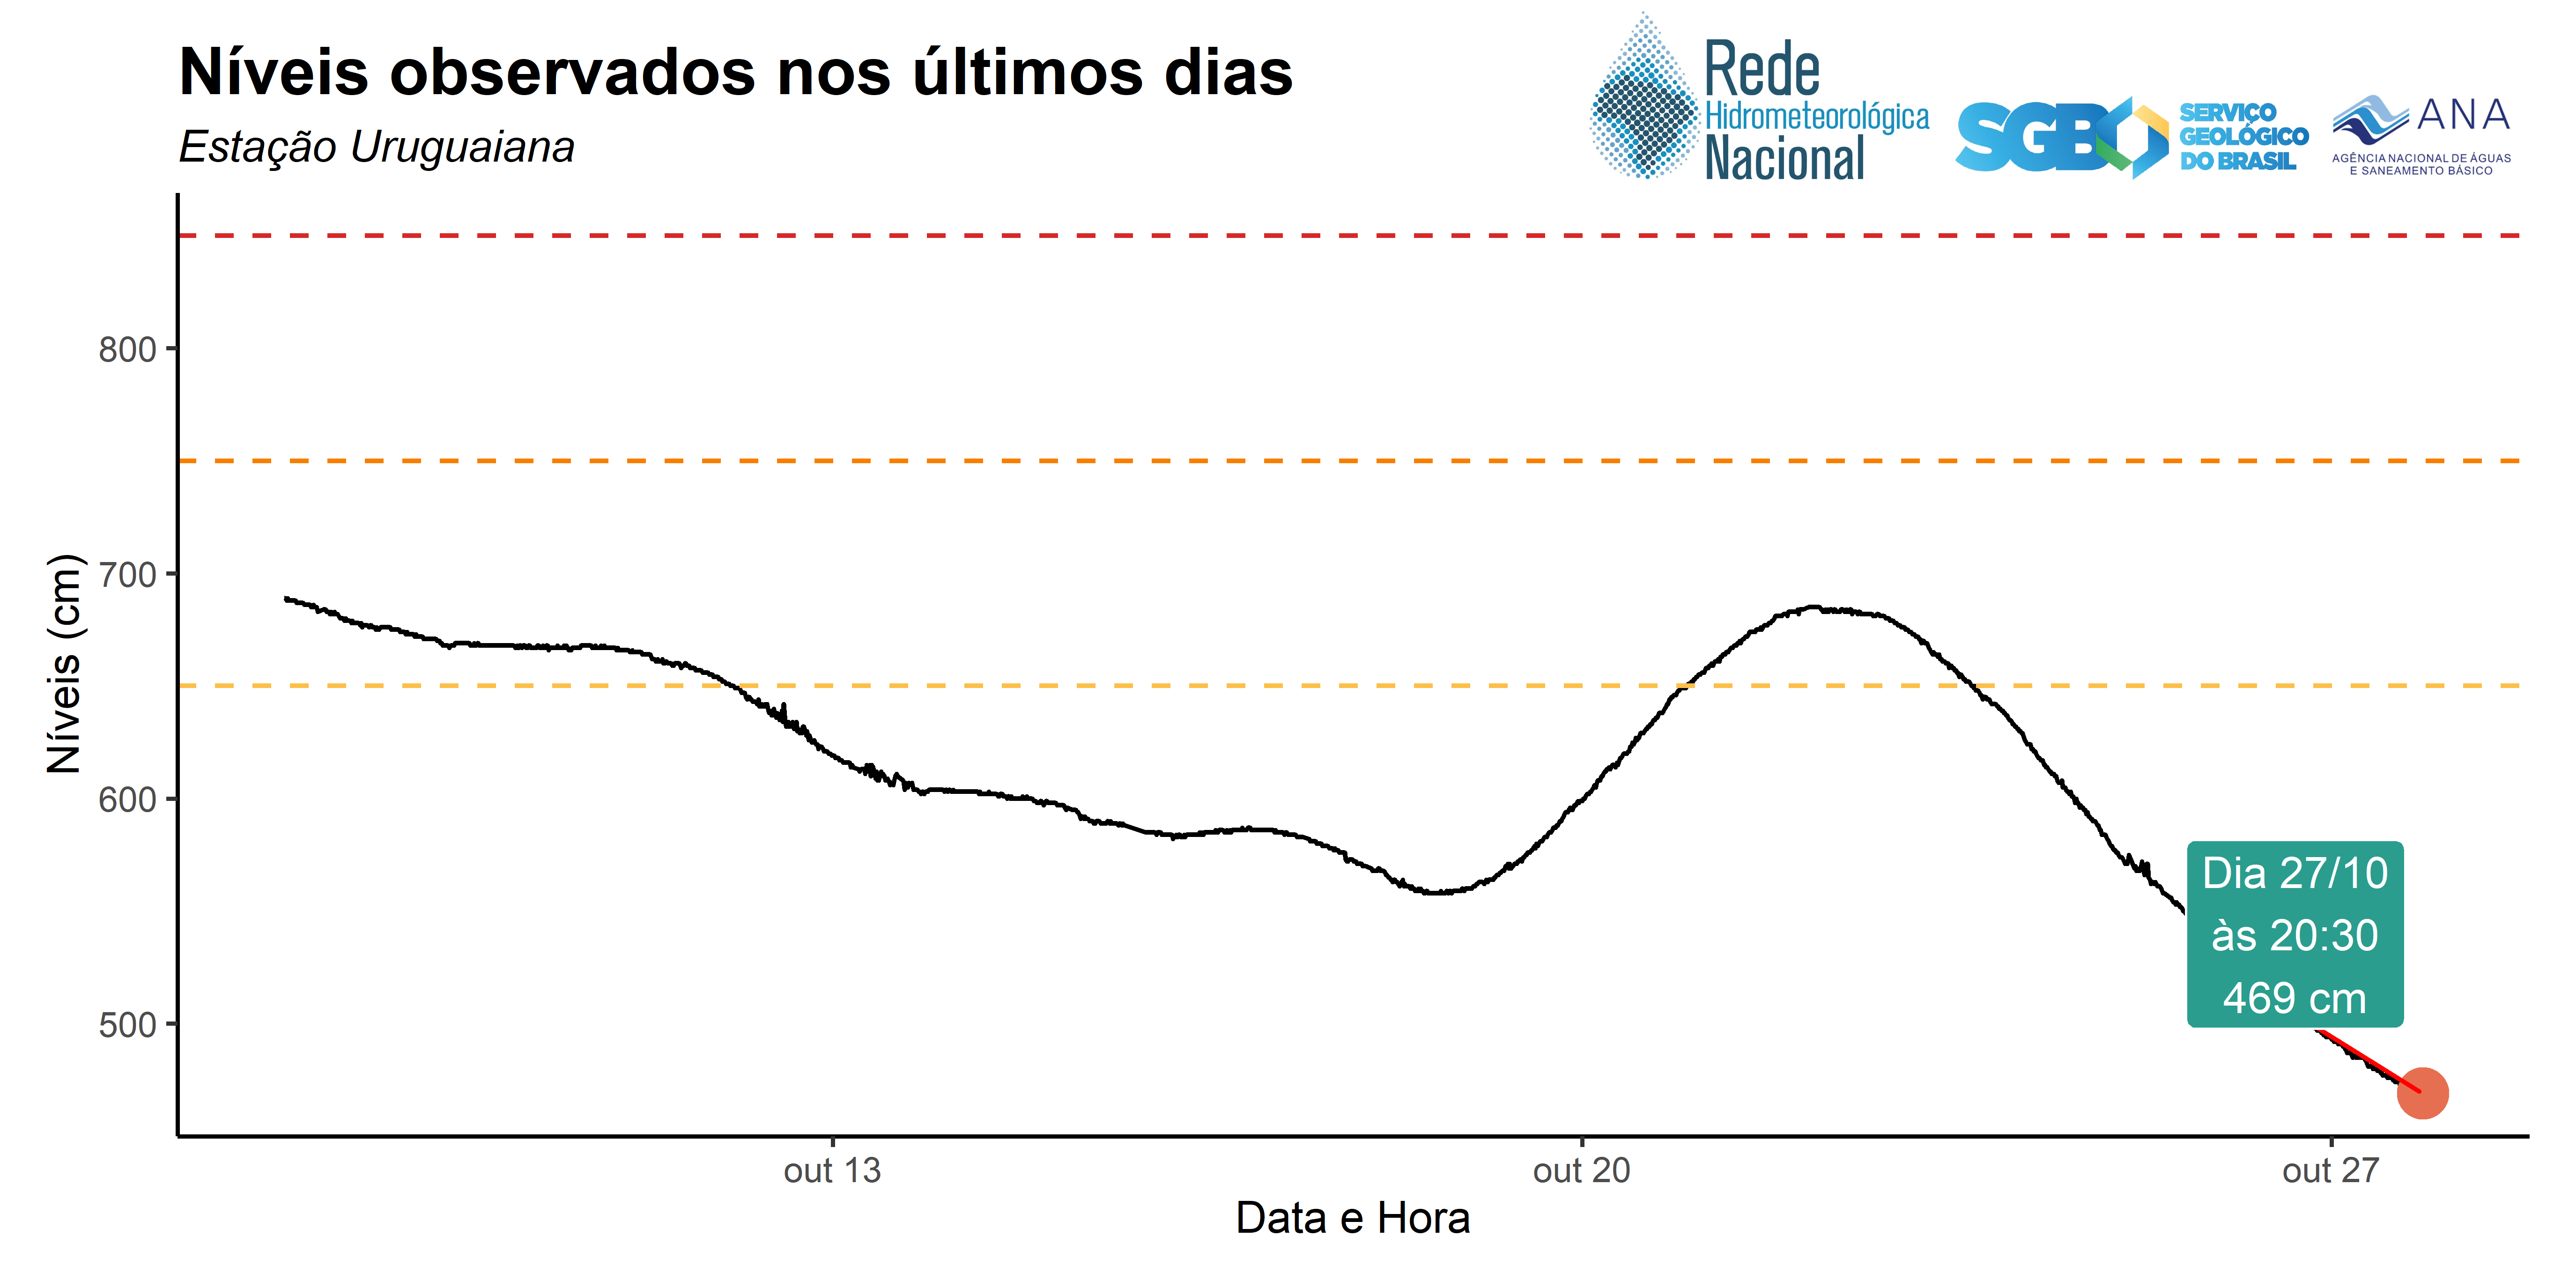 Níveis observados nos últimos dias
Estação Uruguaiana
Rede
Hidrometeorológica
Nacional
SGB
SERVIÇO
GEOLÓGICO
DO BRASIL
ANA
AGÊNCIA NACIONAL DE ÁGUAS
E SANEAMENTO BÁSICO
Níveis (cm)
800
700
600
500
Dia 27/10
às 20:30
469 cm
out 13
out 20
out 27
Data e Hora